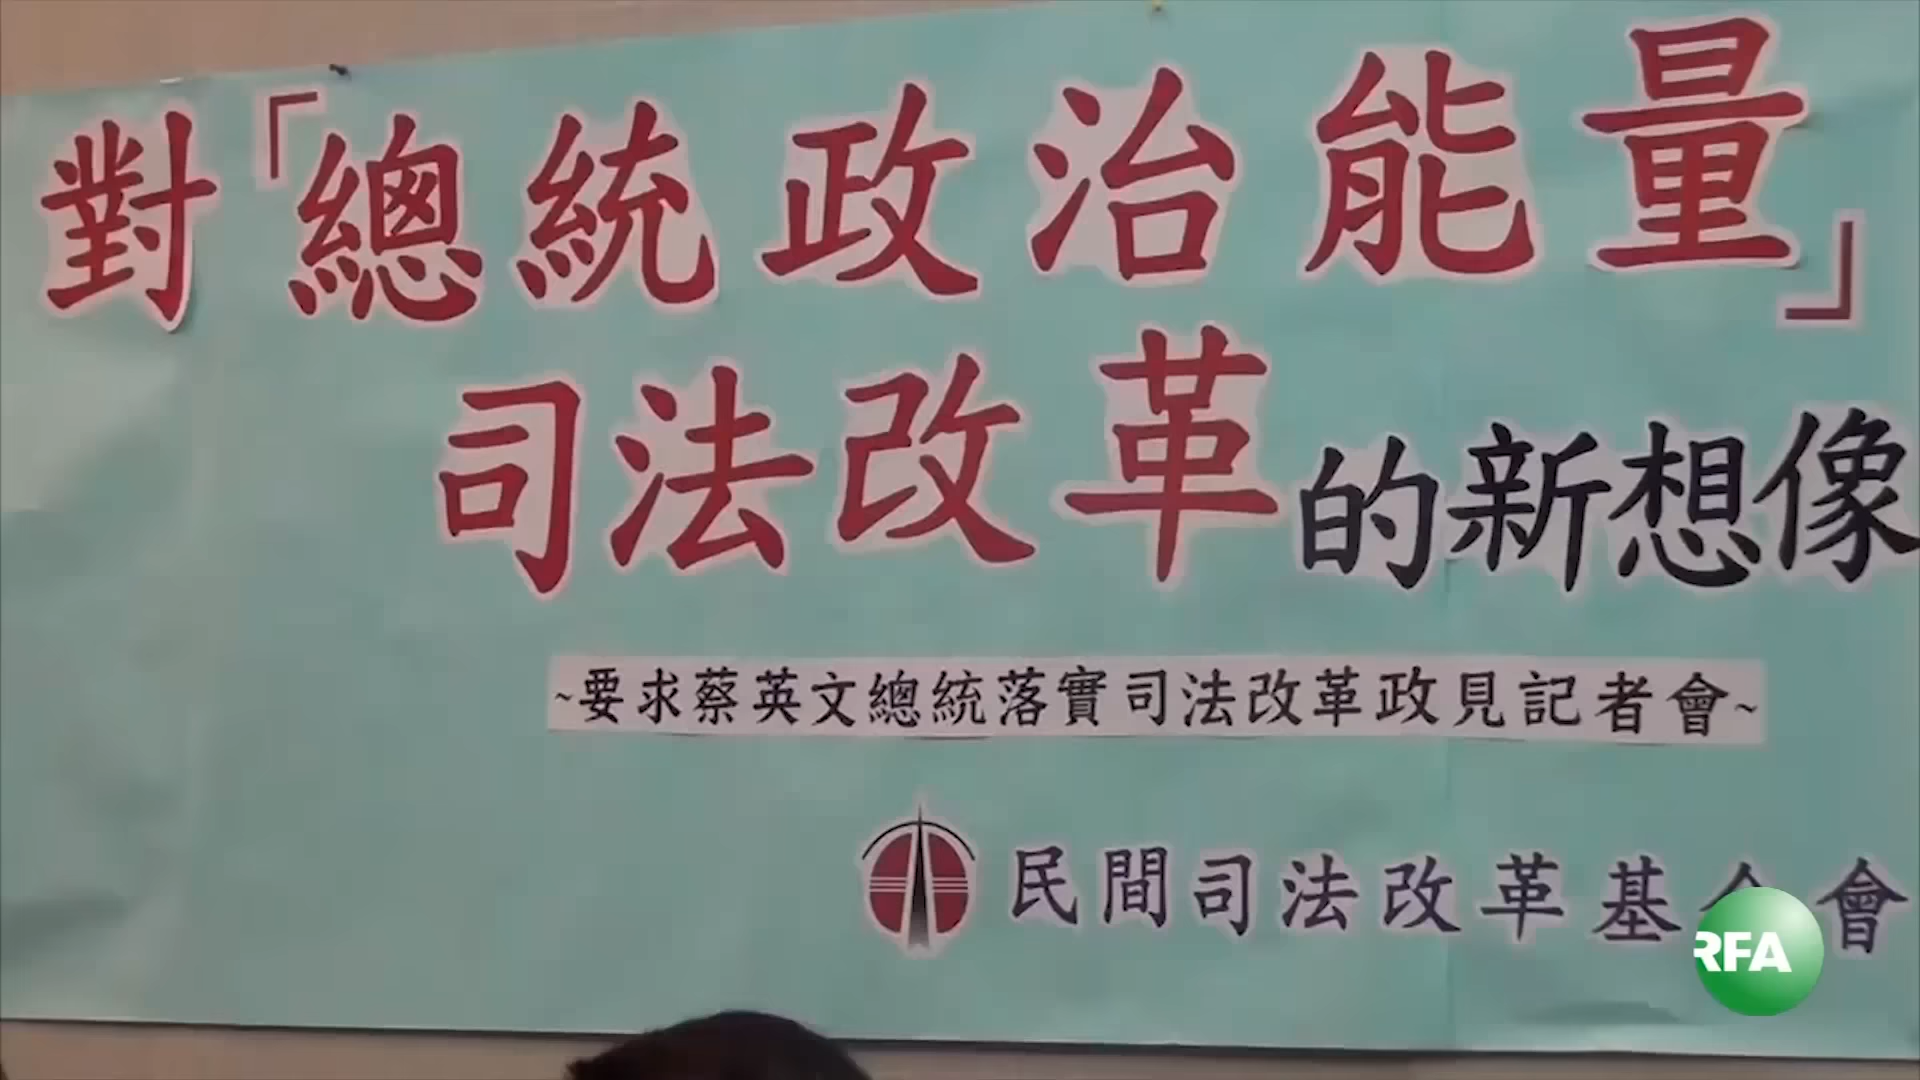 對「總統政治能量」
司法改革的新想像
~要求蔡英文總統落實司法改革政見記者會~
民間司法改革基金會
RFA